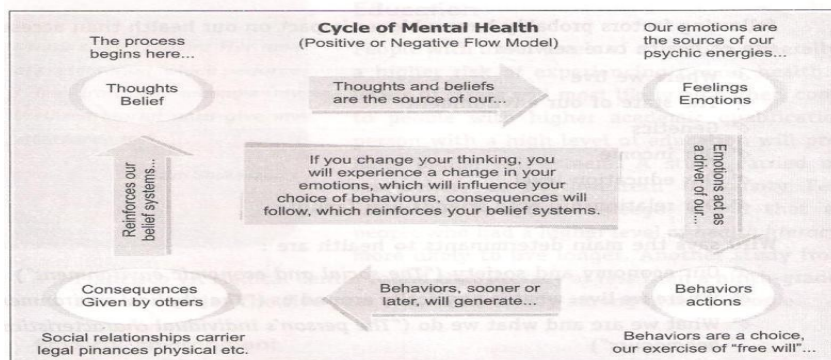 Cycle of Mental Health
(Positive or Negative Flow Model)
The process
begins here...
Thoughts
Belief
Thoughts and beliefs
are the source of our...
Our emotions are
the source of our
psychic energies...
Feelings
Emotions
Emotions act as
a driver of our...
Behaviors
actions
Behaviors are a choice,
our exercise of "free will"...
Behaviors, sooner or
later, will generate...
Consequences
Given by others
Social relationships carrier
legal pinances physical etc.
Reinforces our
belief systems...
If you change your thinking, you
will experience a change in your
emotions, which will influence your
choice of behaviours, consequences will
follow, which reinforces your belief systems.